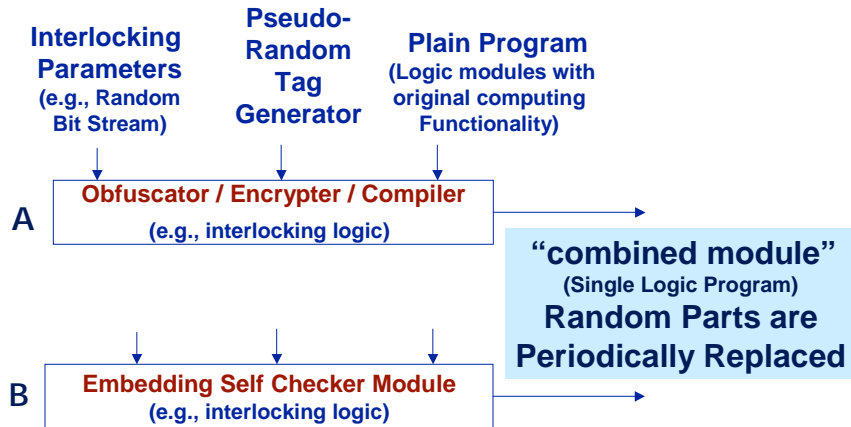 Interlocking
Parameters
(e.g., Random
Bit Stream)
Pseudo-
Random
Tag
Generator
Plain Program
(Logic modules with
original computing
Functionality)
A
Obfuscator / Encrypter / Compiler
(e.g., interlocking logic)
“combined module”
(Single Logic Program)
Random Parts are
Periodically Replaced
B
Embedding Self Checker Module
(e.g., interlocking logic)